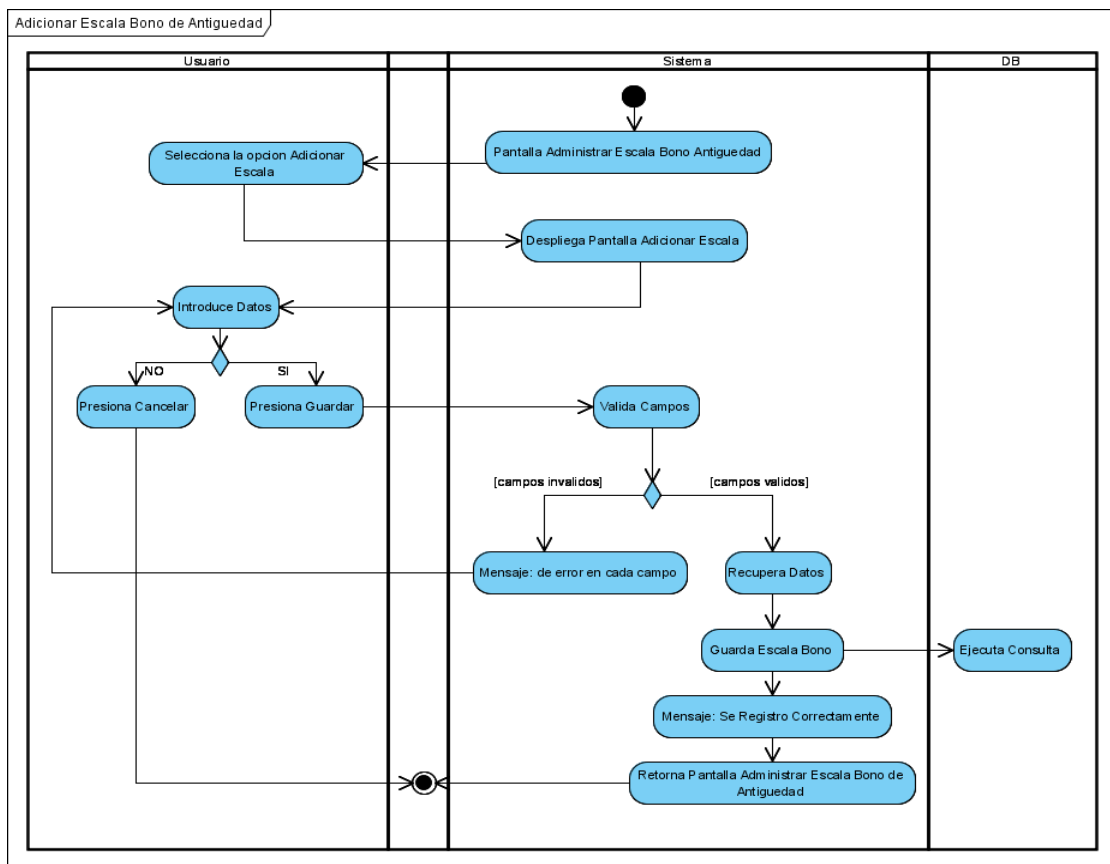 Adicionar Escala Bono de Antiguedad
Usuario
Sistema
DB
Pantalla Administrar Escala Bono Antiguedad
Selecciona la opcion Adicionar
Escala
Despliega Pantalla Adicionar Escala
Introduce Datos
NO
SI
Presiona Cancelar
Presiona Guardar
Valida Campos
[campos invalidos]
[campos validos]
Mensaje: de error en cada campo
Recupera Datos
Guarda Escala Bono
Ejecuta Consulta
Mensaje: Se Registro Correctamente
Retorna Pantalla Administrar Escala Bono de
Antiguedad